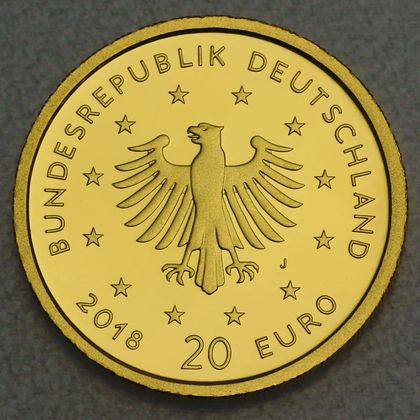 BUNDESREPUBLIK DEUTSCHLAND
J
2018 20 EURO